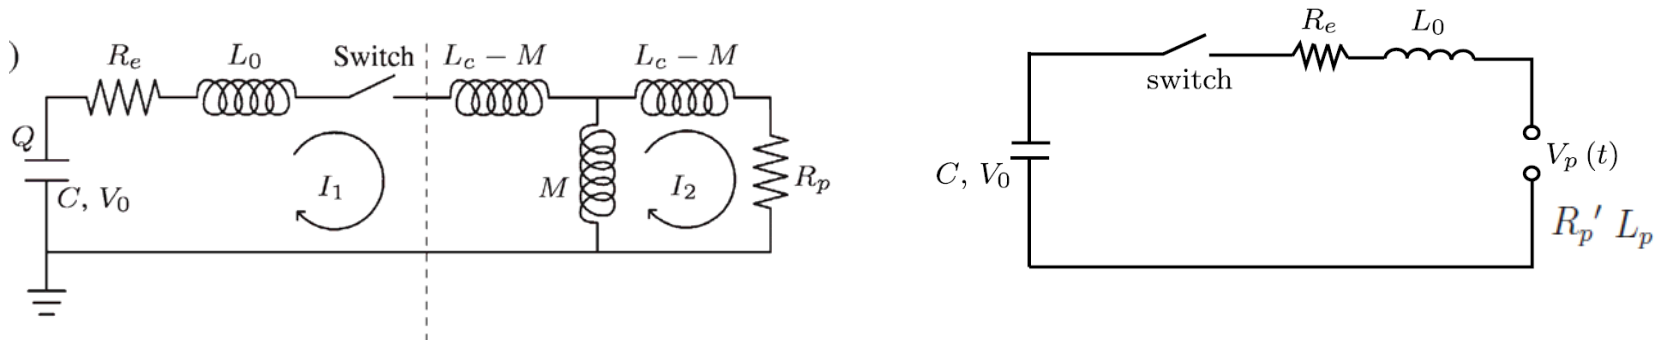 ) R_e L_0 Switch L_c − M L_c − M
Q
C, V_0 I_1 M I_2 R_p
R_e L_0
switch
C, V_0 V_p (t)
R_p′ L_p